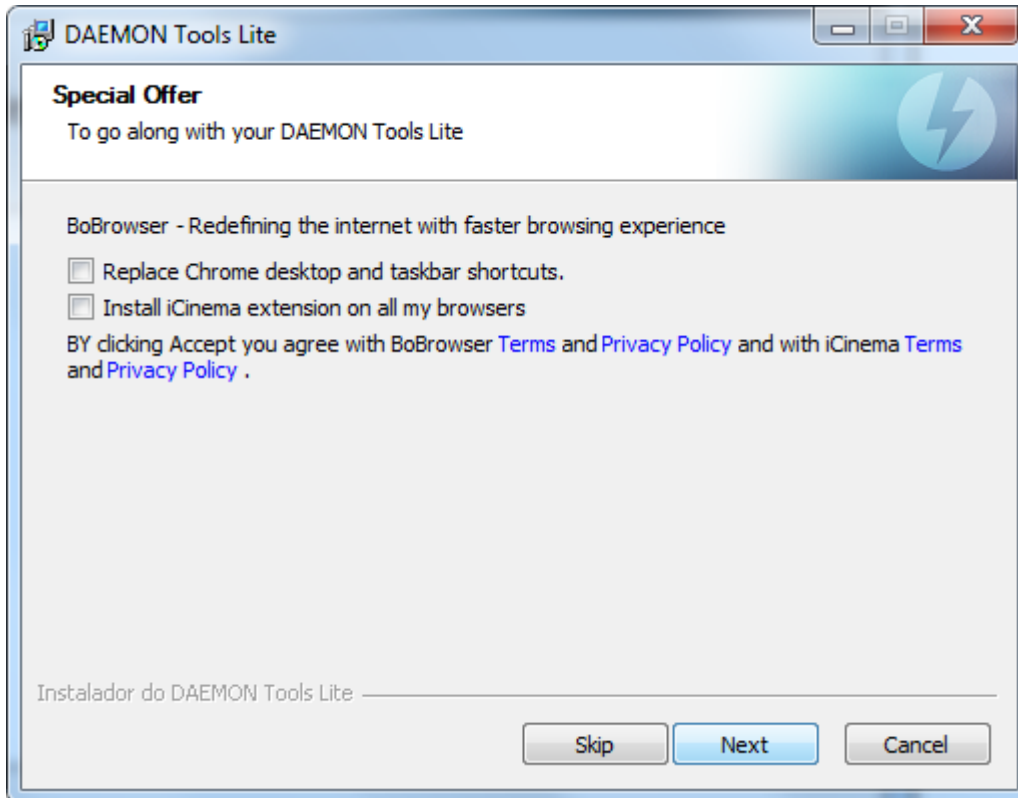 DAEMON Tools Lite
Special Offer
To go along with your DAEMON Tools Lite
BoBrowser - Redefining the internet with faster browsing experience
Replace Chrome desktop and taskbar shortcuts.
Install iCinema extension on all my browsers
BY clicking Accept you agree with BoBrowser Terms and Privacy Policy and with iCinema Terms
and Privacy Policy .
Instalador do DAEMON Tools Lite
Skip Next Cancel